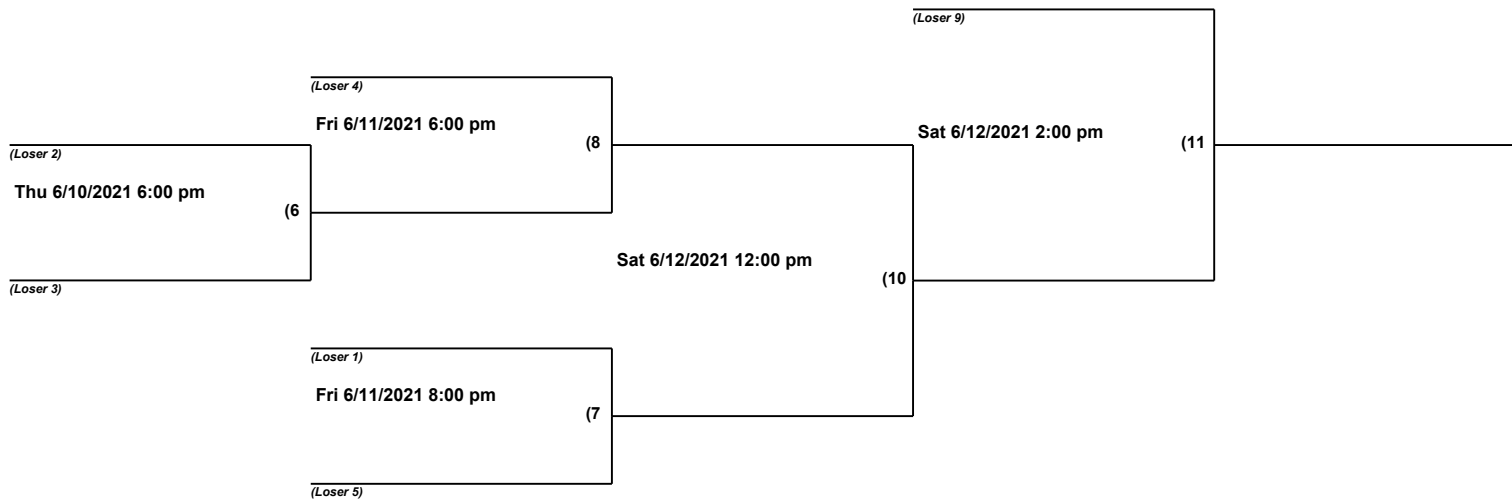 (Loser 9)
(Loser 4)
Fri 6/11/2021 6:00 pm
(8
Sat 6/12/2021 2:00 pm
(11
(Loser 2)
Thu 6/10/2021 6:00 pm
(6
Sat 6/12/2021 12:00 pm
(10
(Loser 3)
(Loser 1)
Fri 6/11/2021 8:00 pm
(7
(Loser 5)